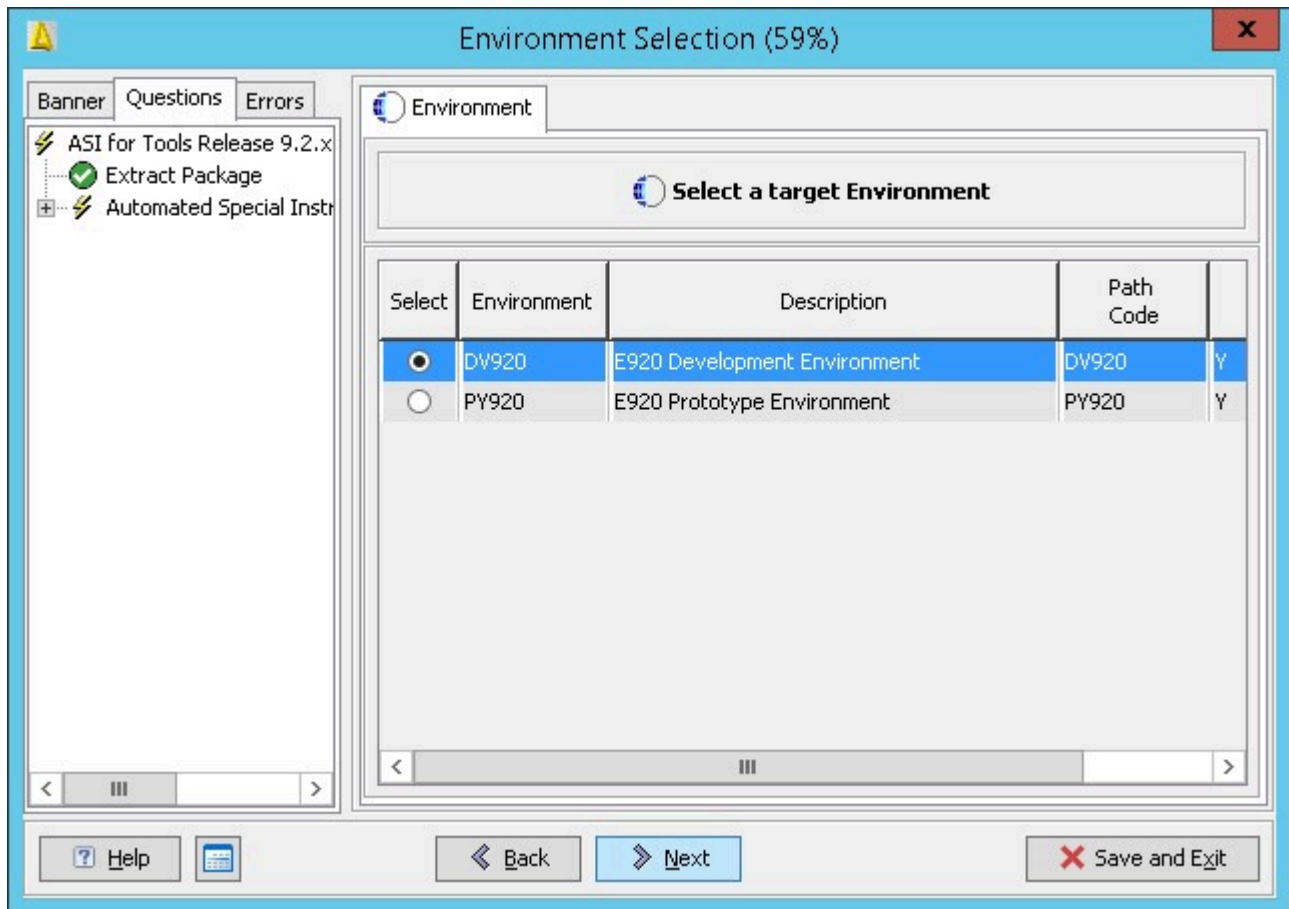 Environment Selection (59%)
Banner Questions Errors
ASI for Tools Release 9.2.x
Extract Package
Automated Special Instr
Environment
Select a target Environment
Select Environment Description Path Code
DV920 E920 Development Environment DV920 Y
PY920 E920 Prototype Environment PY920 Y
Help Back Next Save and Exit